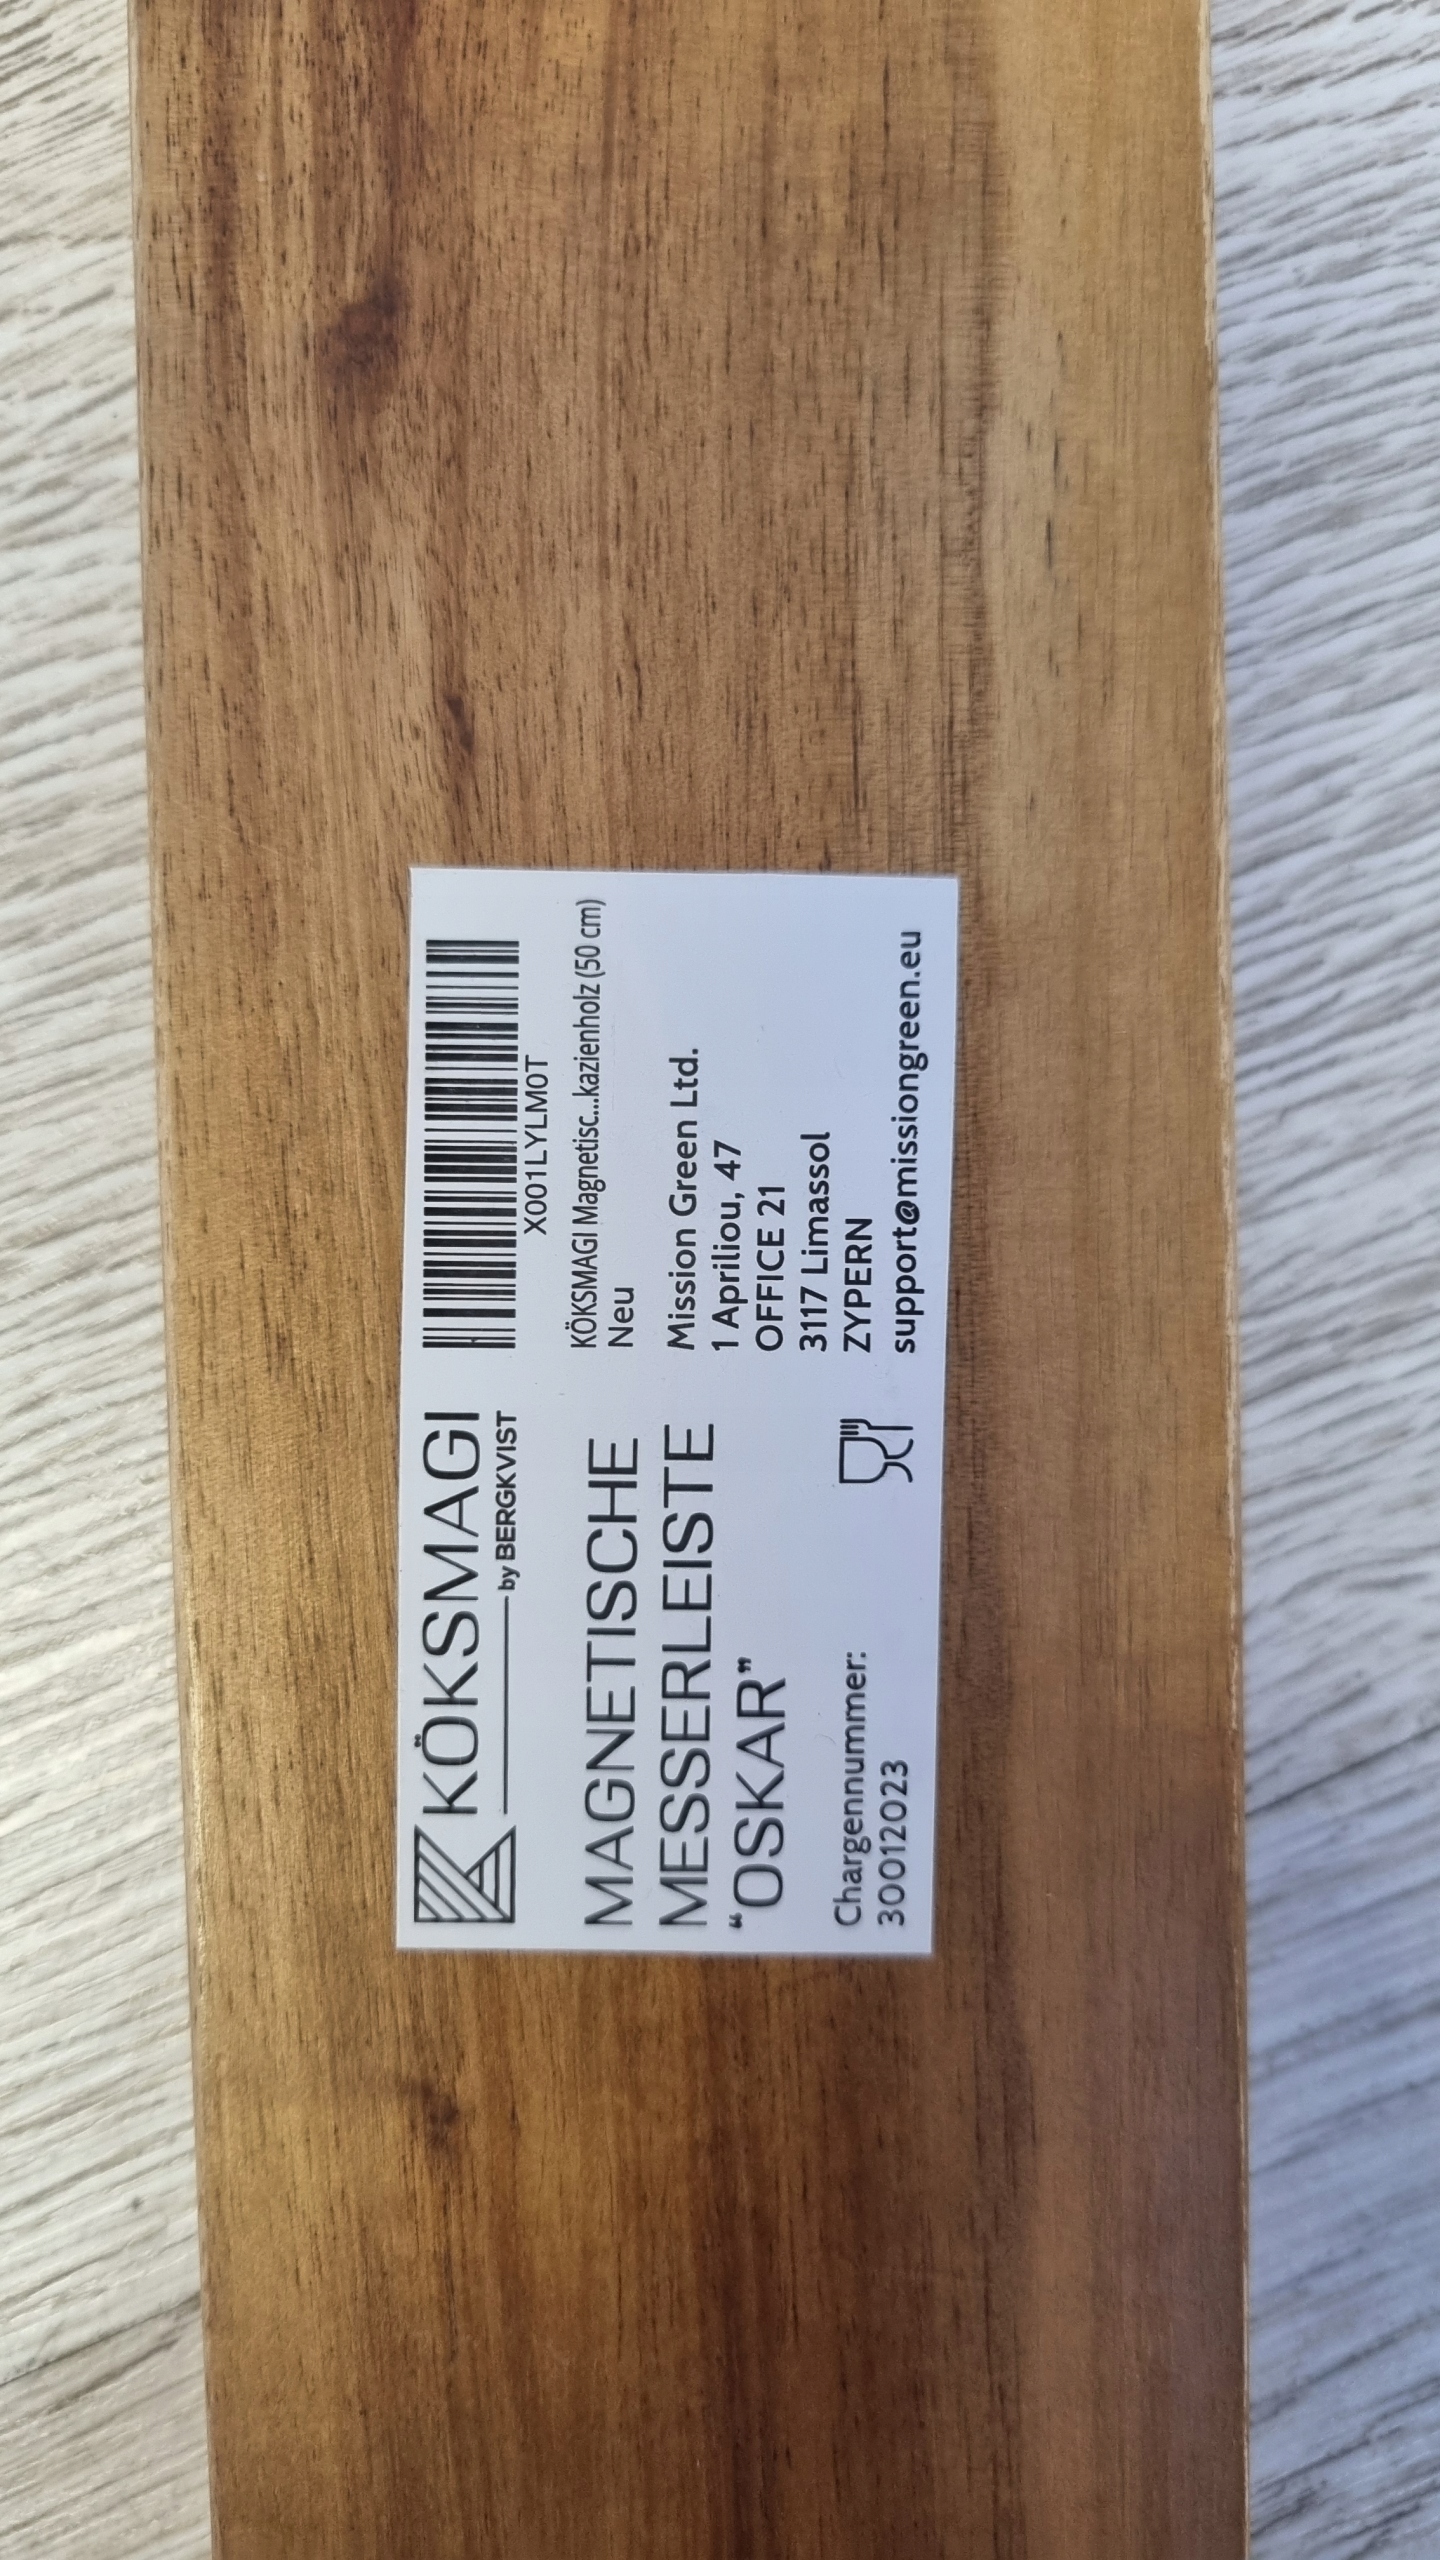 KÖKSMAGI
by BERGKVIST
MAGNETISCHE
MESSERLEISTE
“OSKAR”
Chargennummer:
30012023
X001LYLM0T
KÖKSMAGI Magnetisc...kazienholz (50 cm)
Neu
Mission Green Ltd.
1 Apriliou, 47
OFFICE 21
3117 Limassol
ZYPERN
support@missiongreen.eu